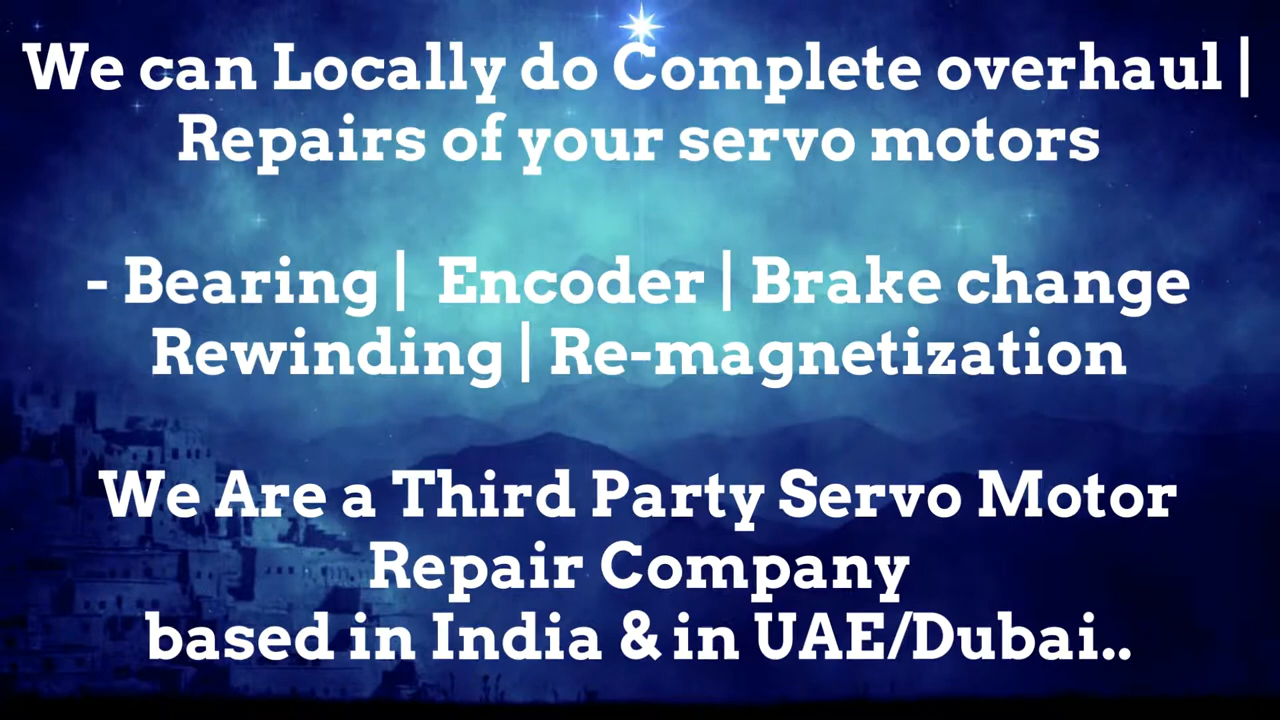 We can Locally do Complete overhaul |
Repairs of your servo motors
- Bearing | Encoder | Brake change
Rewinding | Re-magnetization
We Are a Third Party Servo Motor
Repair Company
based in India & in UAE/Dubai..